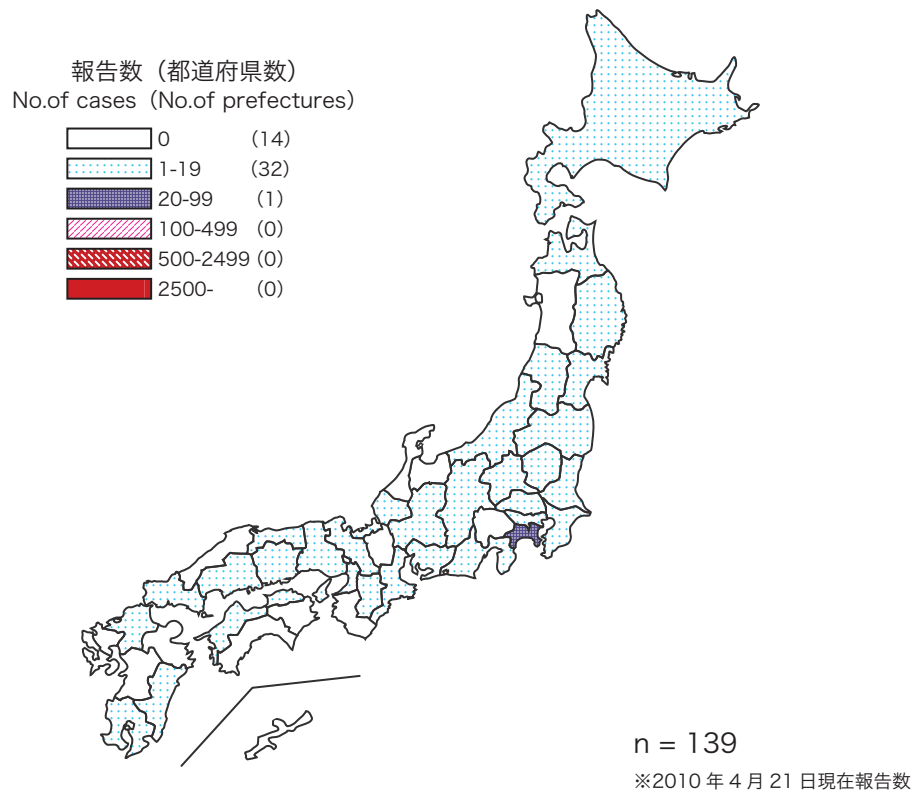 報告数（都道府県数）
No.of cases（No.of prefectures）
0 （14）
1-19 （32）
20-99 （1）
100-499 （0）
500-2499（0）
2500- （0）
n = 139
※2010 年 4 月 21 日現在報告数